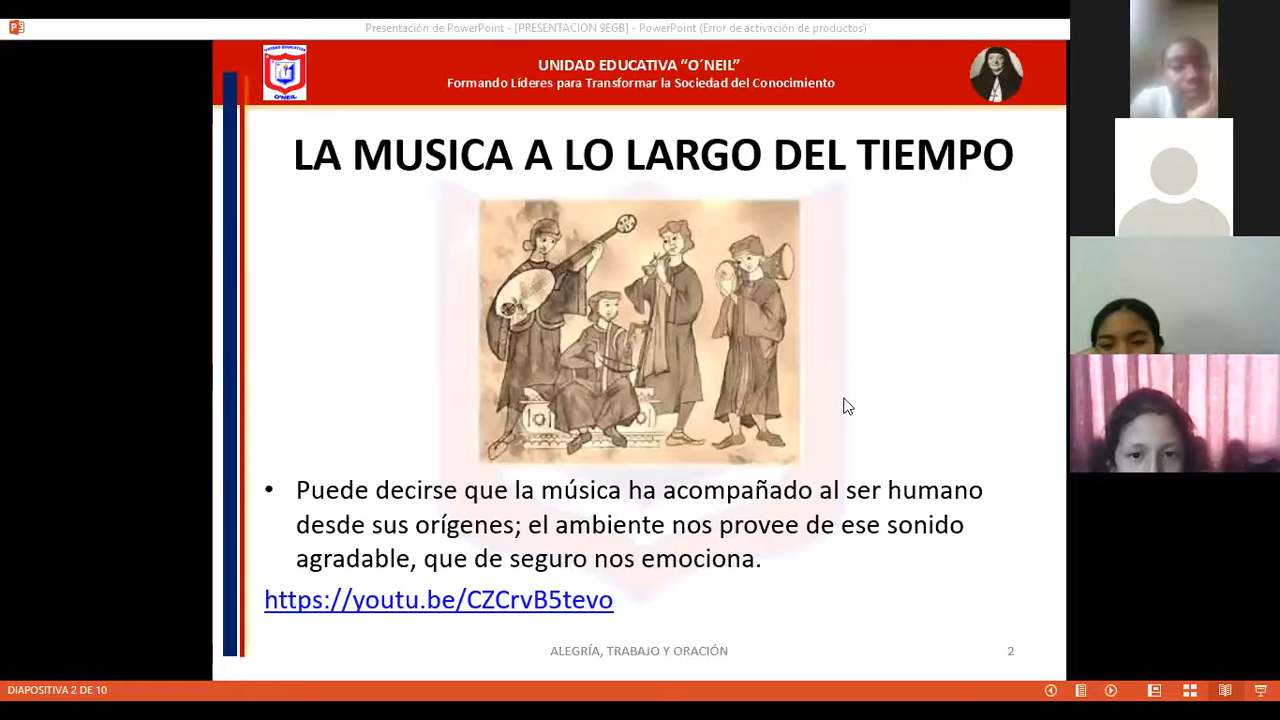 Presentación de PowerPoint - [PRESENTACION 9EGB] - PowerPoint (Error de activación de productos)
UNIDAD EDUCATIVA
O´NEIL
UNIDAD EDUCATIVA “O´NEIL”
Formando Líderes para Transformar la Sociedad del Conocimiento
LA MUSICA A LO LARGO DEL TIEMPO
• Puede decirse que la música ha acompañado al ser humano
desde sus orígenes; el ambiente nos provee de ese sonido
agradable, que de seguro nos emociona.
https://youtu.be/CZCrvB5tevo
ALEGRÍA, TRABAJO Y ORACIÓN
2
DIAPOSITIVA 2 DE 10